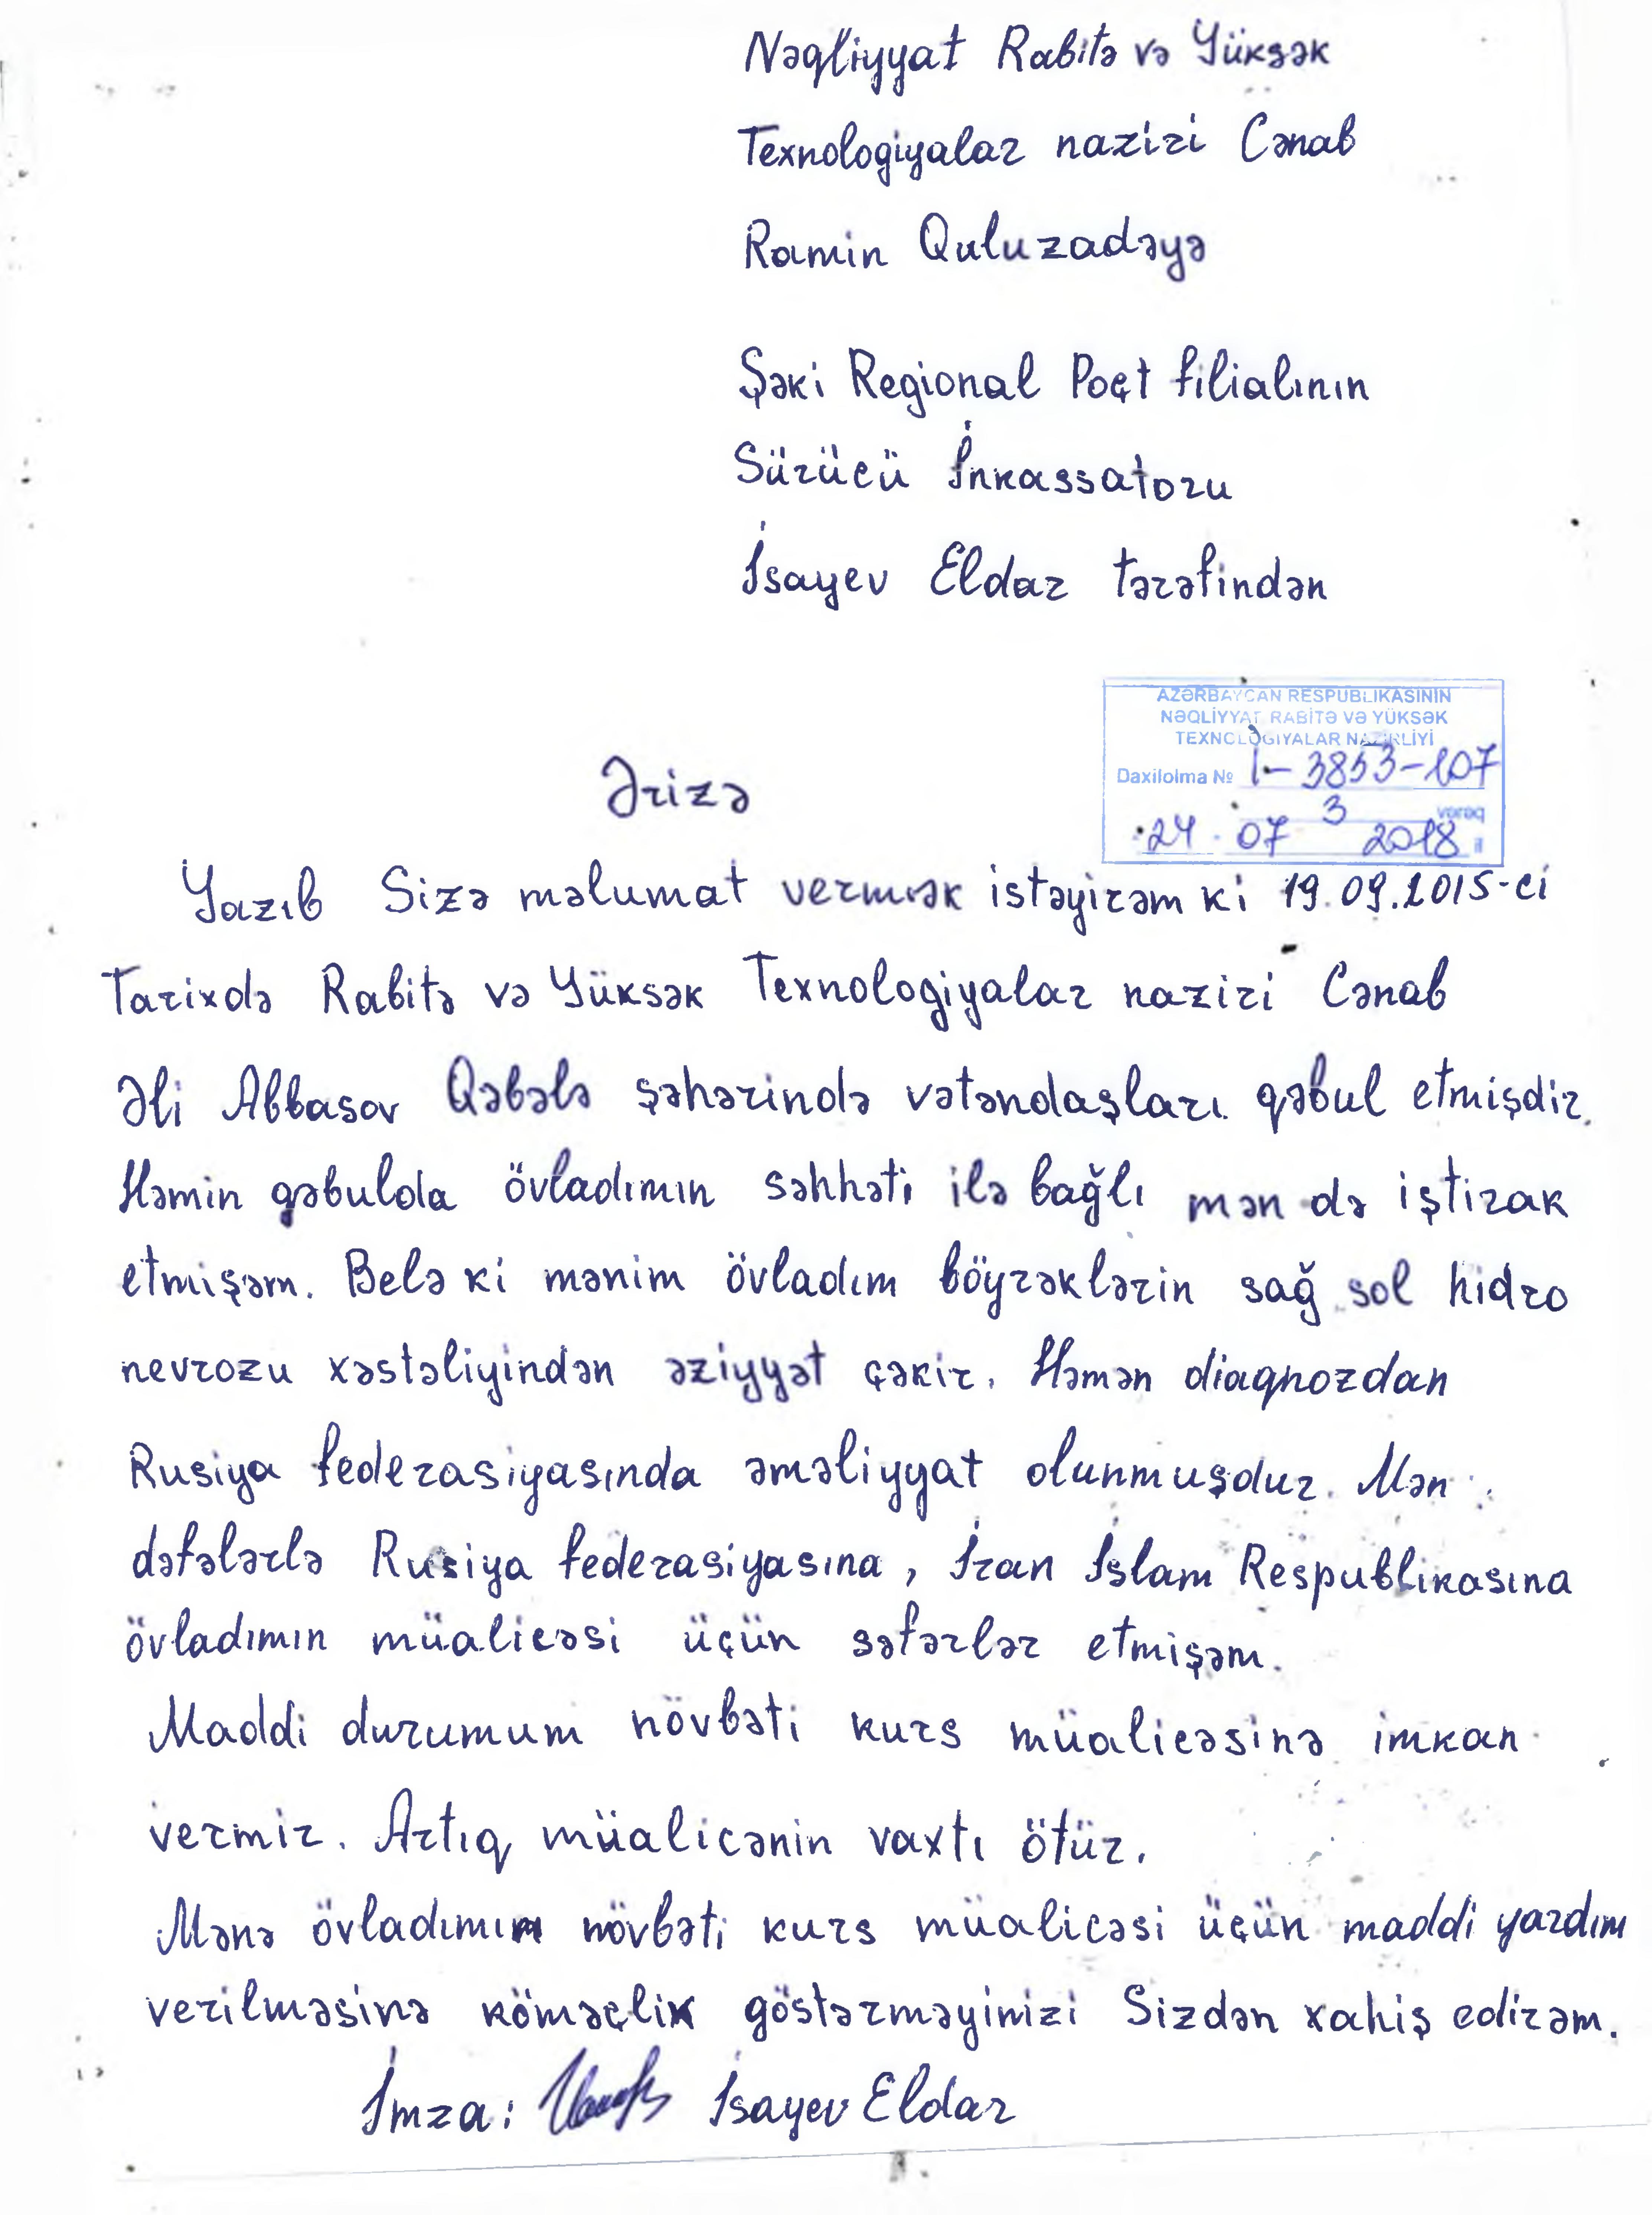 Nəqliyyat Rabitə və Yüksək
Texnologiyalar naziri Cənab
Ramin Quluzadəyə
Şəki Regional Poçt filialının
Sürücü İnkassatoru
İsayev Eldar tərəfindən
AZƏRBAYCAN RESPUBLIKASININ
NƏQLİYYAT RABİTƏ VƏ YÜKSƏK
TEXNOLOGIYALAR NAZİRLİYİ
Daxilolma № 1-3853-107
3 vərəq
24 07 2018 il
Ərizə
Yazıb Sizə məlumat vermək istəyirəm ki 19.09.2015-ci
Tarixdə Rabitə və Yüksək Texnologiyalar naziri Cənab
Əli Abbasov Qəbələ şəhərində vətəndaşları qəbul etmişdir.
Həmin qəbulda övladımın səhhəti ilə bağlı mən də iştirak
etmişəm. Belə ki mənim övladım böyrəklərin sağ sol hidro
nevrozu xəstəliyindən əziyyət çəkir. Həmən diaqnozdan
Rusiya federasiyasında əməliyyat olunmuşdur. Mən
dəfələrlə Rusiya federasiyasına, İran İslam Respublikasına
övladımın müalicəsi üçün səfərlər etmişəm.
Maddi durumum növbəti kurs müalicəsinə imkan
vermir. Artıq müalicənin vaxtı ötür.
Mənə övladımın növbəti kurs müalicəsi üçün maddi yardım
verilməsinə köməçlik göstərməyinizi Sizdən xahiş edirəm.
İmza: İsayev Eldar